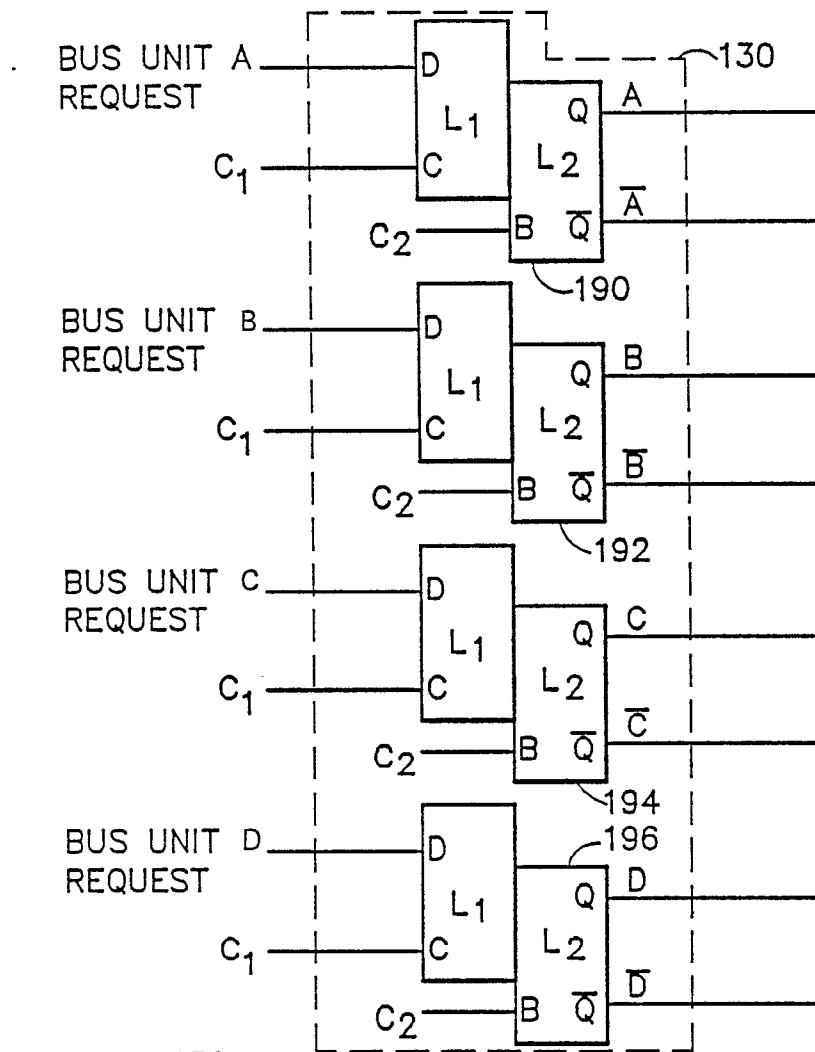 BUS UNIT A
REQUEST
D
L1
C1
C
Q
A
L2
C2
B
Q̅
A̅
130
190
BUS UNIT B
REQUEST
D
L1
C1
C
Q
B
L2
C2
B
Q̅
B̅
192
BUS UNIT C
REQUEST
D
L1
C1
C
Q
C
L2
C2
B
Q̅
C̅
194
BUS UNIT D
REQUEST
D
L1
C1
C
196
Q
D
L2
C2
B
Q̅
D̅